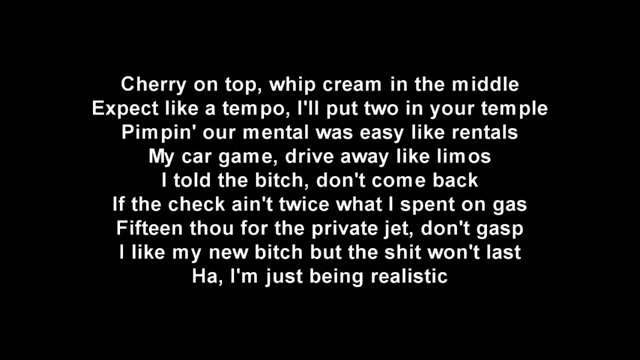 Cherry on top, whip cream in the middle
Expect like a tempo, I'll put two in your temple
Pimpin' our mental was easy like rentals
My car game, drive away like limos
I told the bitch, don't come back
If the check ain't twice what I spent on gas
Fifteen thou for the private jet, don't gasp
I like my new bitch but the shit won't last
Ha, I'm just being realistic